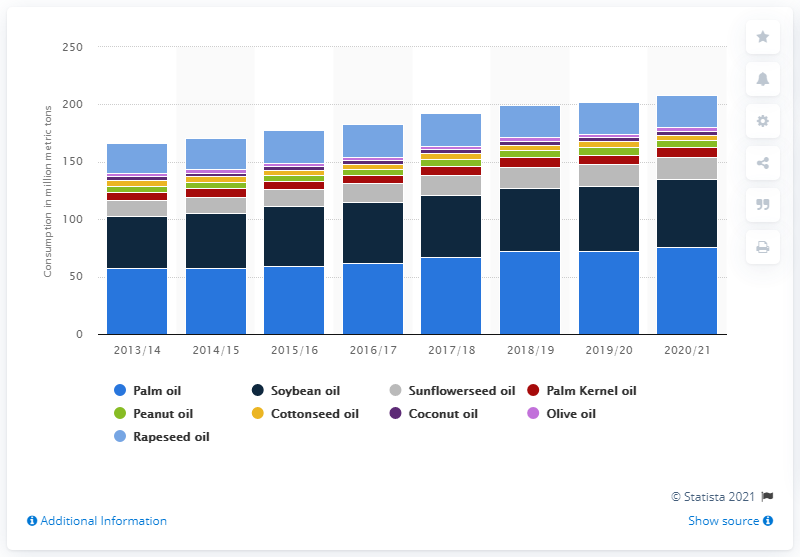 250
200
150
100
50
0
Consumption in million metric tons
2013/14 2014/15 2015/16 2016/17 2017/18 2018/19 2019/20 2020/21
Palm oil Soybean oil Sunflowerseed oil Palm Kernel oil
Peanut oil Cottonseed oil Coconut oil Olive oil
Rapeseed oil
© Statista 2021
Additional Information Show source